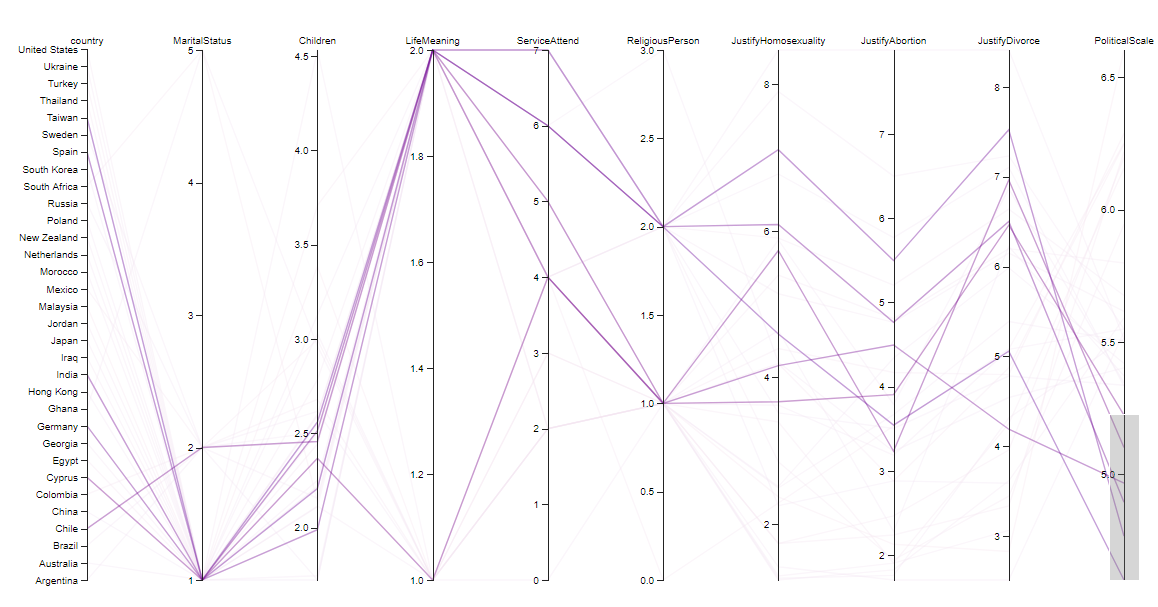 country MaritalStatus Children LifeMeaning ServiceAttend ReligiousPerson JustifyHomosexuality JustifyAbortion JustifyDivorce PoliticalScale
United States
Ukraine
Turkey
Thailand
Taiwan
Sweden
Spain
South Korea
South Africa
Russia
Poland
New Zealand
Netherlands
Morocco
Mexico
Malaysia
Jordan
Japan
Iraq
India
Hong Kong
Ghana
Germany
Georgia
Egypt
Cyprus
Colombia
China
Chile
Brazil
Australia
Argentina
5
4
3
2
1
4.5
4.0
3.5
3.0
2.5
2.0
2.0
1.8
1.6
1.4
1.2
1.0
7
6
5
4
3
2
1
0
3.0
2.5
2.0
1.5
1.0
0.5
0.0
8
6
4
2
7
6
5
4
3
2
8
7
6
5
4
3
6.5
6.0
5.5
5.0